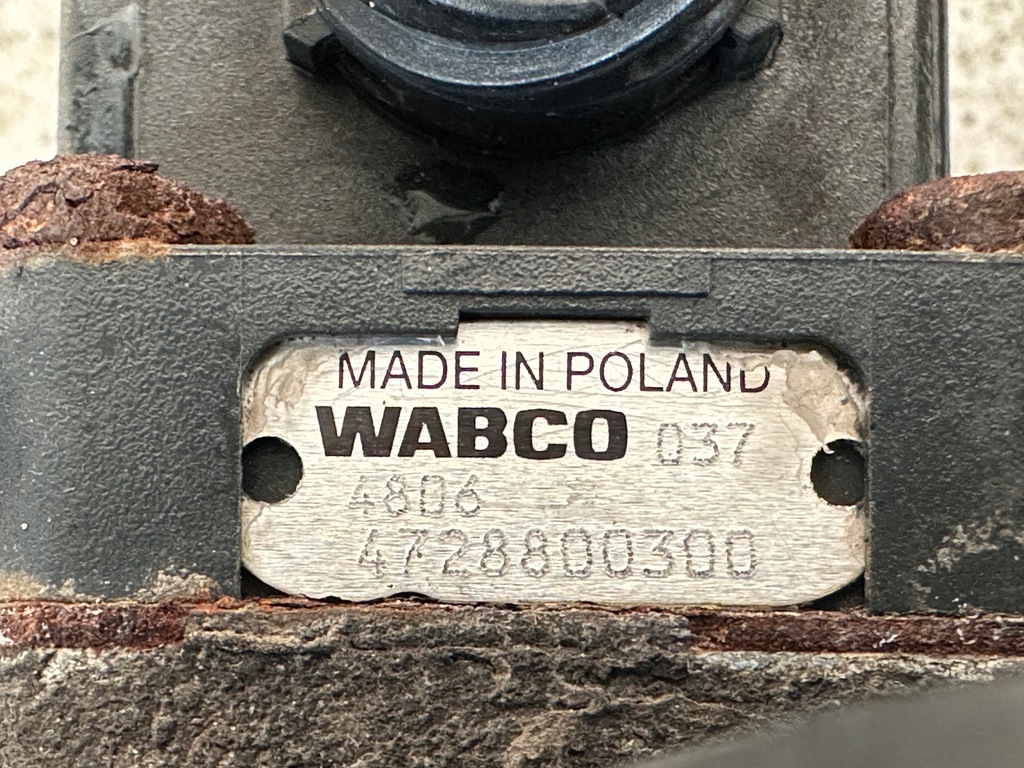 MADE IN POLAND
WABCO 037
4806
4728800300